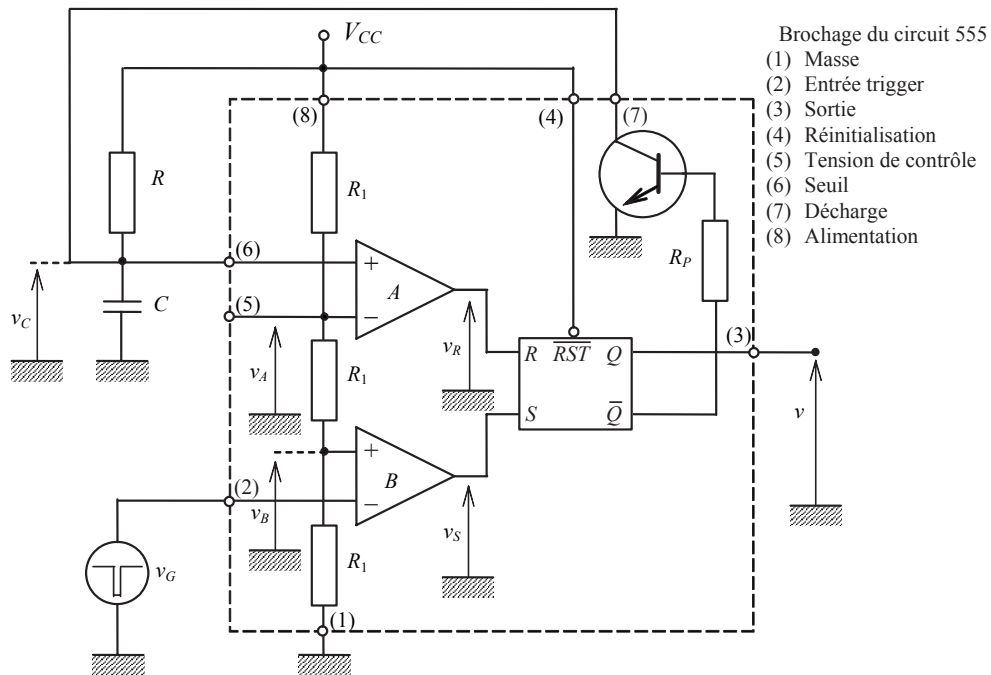 V_CC
Brochage du circuit 555
(1) Masse
(2) Entrée trigger
(3) Sortie
(4) Réinitialisation
(5) Tension de contrôle
(6) Seuil
(7) Décharge
(8) Alimentation
(8)
(4)
(7)
R
R_1
R_P
(6)
+
A
C
(5)
−
v_C
v_R
(3)
R
R̅S̅T̅
Q
v_A
R_1
S
Q̅
v
+
B
(2)
−
v_B
v_S
v_G
R_1
(1)